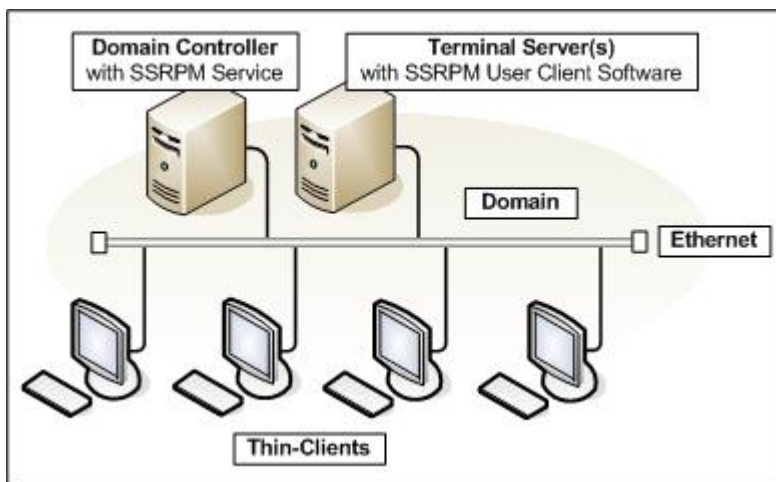 Domain Controller
with SSRPM Service
Terminal Server(s)
with SSRPM User Client Software
Domain
Ethernet
Thin-Clients